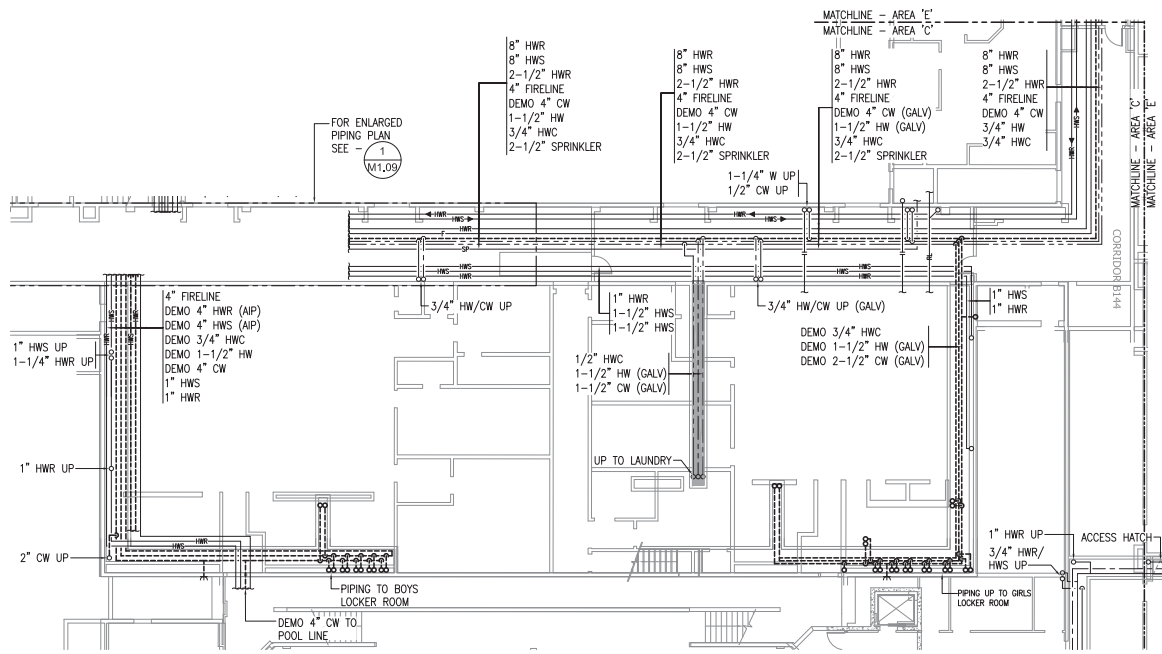 MATCHLINE - AREA 'E'
MATCHLINE - AREA 'C'
8" HWR
8" HWS
2-1/2" HWR
4" FIRELINE
DEMO 4" CW
1-1/2" HW
3/4" HWC
2-1/2" SPRINKLER
8" HWR
8" HWS
2-1/2" HWR
4" FIRELINE
DEMO 4" CW
1-1/2" HW
3/4" HWC
2-1/2" SPRINKLER
8" HWR
8" HWS
2-1/2" HWR
4" FIRELINE
DEMO 4" CW (GALV)
1-1/2" HW (GALV)
3/4" HWC
2-1/2" SPRINKLER
8" HWR
8" HWS
2-1/2" HWR
4" FIRELINE
DEMO 4" CW
3/4" HW
3/4" HWC
MATCHLINE - AREA 'C'
MATCHLINE - AREA 'E'
FOR ENLARGED
PIPING PLAN
SEE -
1
M1.09
1-1/4" W UP
1/2" CW UP
HWS
HWR
HWR
HWS
HWR
F
SP
HWR
HWS
HWS
HWR
HWS
HWR
RL
CORRIDOR B144
3/4" HW/CW UP
1" HWR
1-1/2" HWS
1-1/2" HWS
3/4" HW/CW UP (GALV)
1" HWS
1" HWR
4" FIRELINE
DEMO 4" HWR (AIP)
DEMO 4" HWS (AIP)
DEMO 3/4" HWC
DEMO 1-1/2" HW
DEMO 4" CW
1" HWS
1" HWR
HWS
HWR
HWS
HWR
1" HWS UP
1-1/4" HWR UP
DEMO 3/4" HWC
DEMO 1-1/2" HW (GALV)
DEMO 2-1/2" CW (GALV)
1/2" HWC
1-1/2" HW (GALV)
1-1/2" CW (GALV)
1" HWR UP
UP TO LAUNDRY
2" CW UP
HWS
HWR
1" HWR UP
3/4" HWR/
HWS UP
ACCESS HATCH
PIPING TO BOYS
LOCKER ROOM
PIPING UP TO GIRLS
LOCKER ROOM
DEMO 4" CW TO
POOL LINE